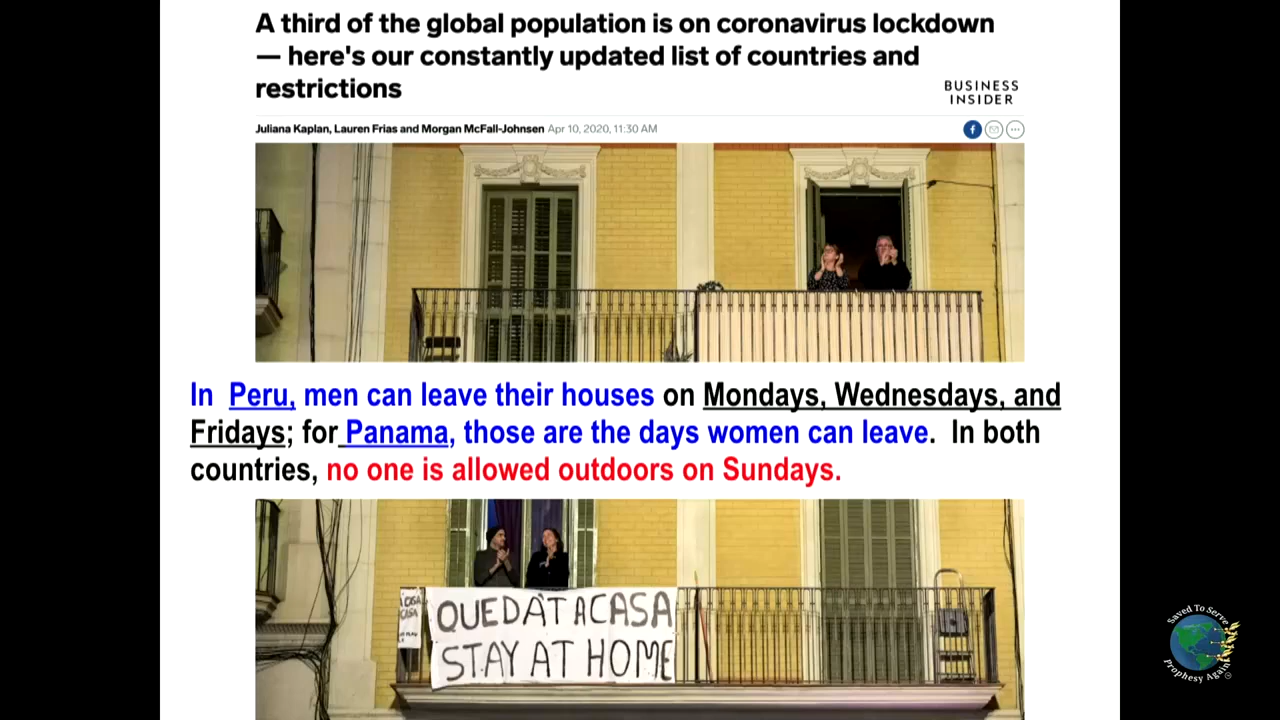 A third of the global population is on coronavirus lockdown
— here's our constantly updated list of countries and
restrictions
BUSINESS
INSIDER
Juliana Kaplan, Lauren Frias and Morgan McFall-Johnsen Apr 10, 2020, 11:30 AM
In Peru, men can leave their houses on Mondays, Wednesdays, and
Fridays; for Panama, those are the days women can leave. In both
countries, no one is allowed outdoors on Sundays.
QUEDA'T A CASA
STAY AT HOME
Saved To Serve
Prophesy Again